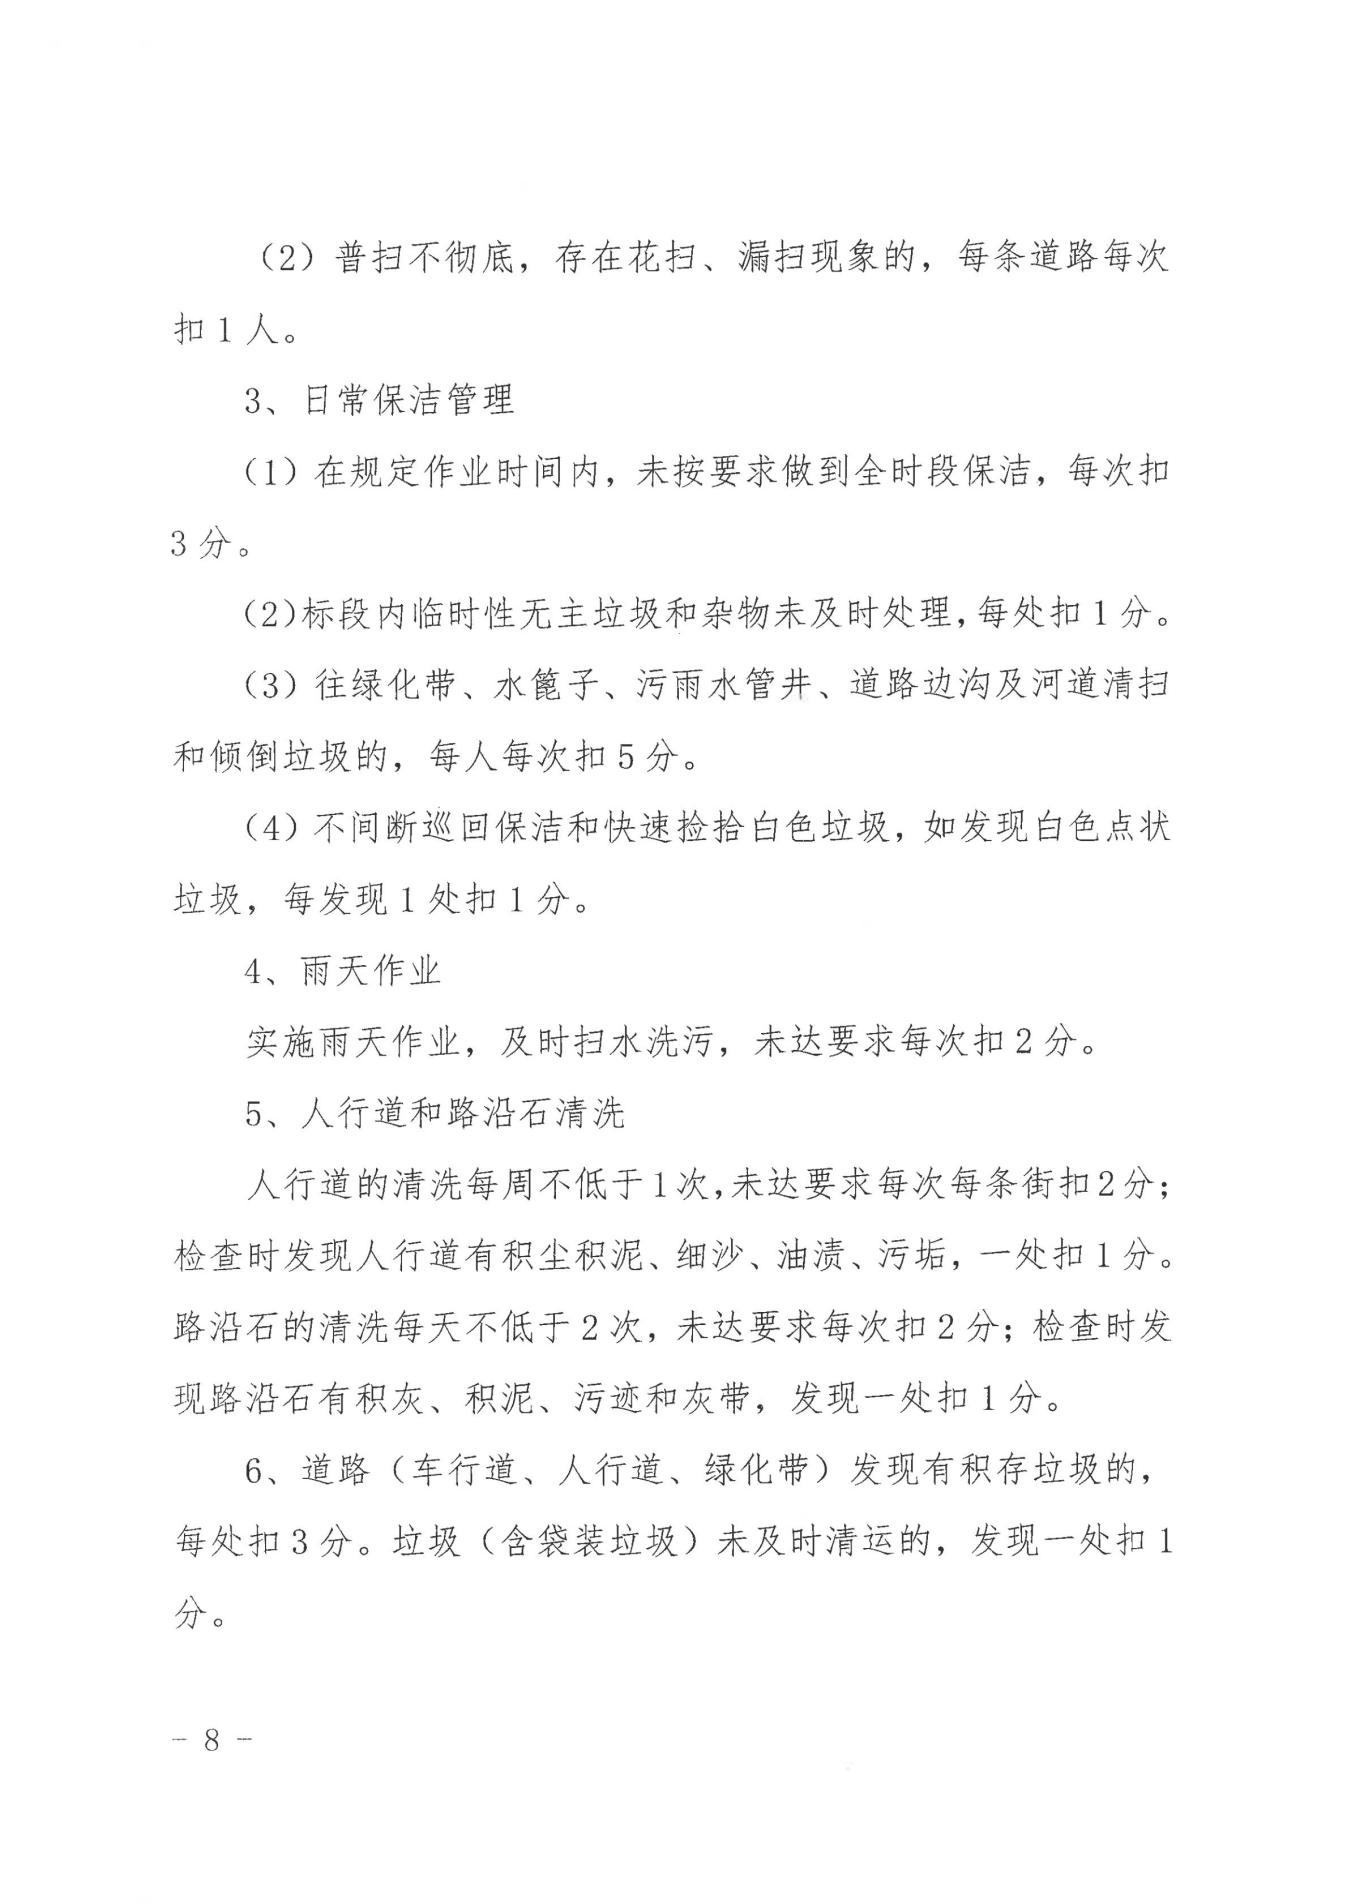 （2）普扫不彻底，存在花扫、漏扫现象的，每条道路每次
扣1人。
3、日常保洁管理
（1）在规定作业时间内，未按要求做到全时段保洁，每次扣
3分。
（2）标段内临时性无主垃圾和杂物未及时处理，每处扣1分。
（3）往绿化带、水篦子、污雨水管井、道路边沟及河道清扫
和倾倒垃圾的，每人每次扣5分。
（4）不间断巡回保洁和快速捡拾白色垃圾，如发现白色点状
垃圾，每发现1处扣1分。
4、雨天作业
实施雨天作业，及时扫水洗污，未达要求每次扣2分。
5、人行道和路沿石清洗
人行道的清洗每周不低于1次，未达要求每次每条街扣2分；
检查时发现人行道有积尘积泥、细沙、油渍、污垢，一处扣1分。
路沿石的清洗每天不低于2次，未达要求每次扣2分；检查时发
现路沿石有积灰、积泥、污迹和灰带，发现一处扣1分。
6、道路（车行道、人行道、绿化带）发现有积存垃圾的，
每处扣3分。垃圾（含袋装垃圾）未及时清运的，发现一处扣1
分。
- 8 -